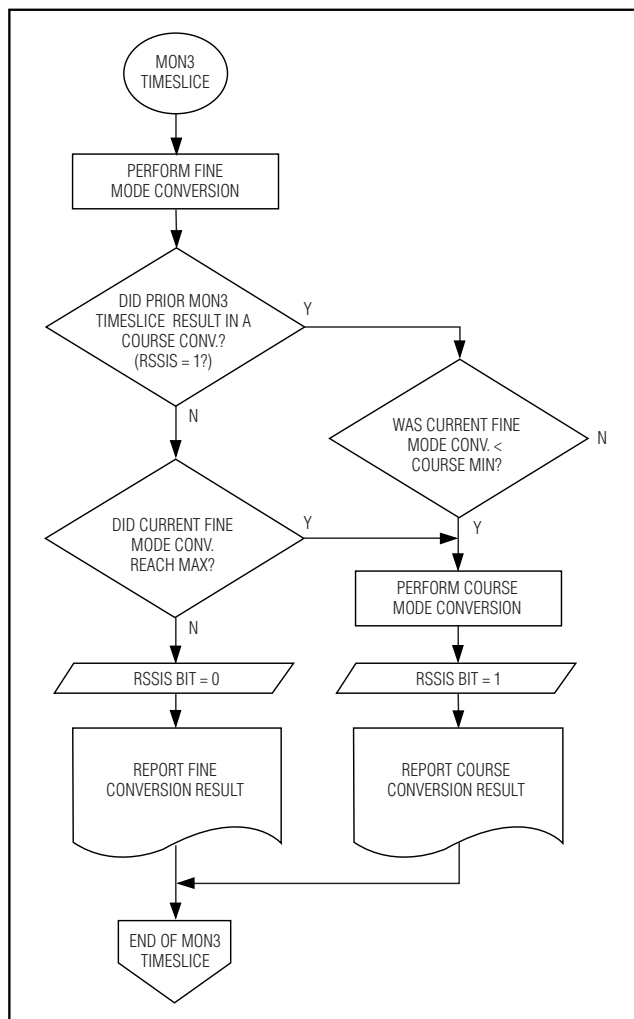 MON3
TIMESLICE
PERFORM FINE
MODE CONVERSION
DID PRIOR MON3
TIMESLICE RESULT IN A
COURSE CONV.?
(RSSIS = 1?)
Y
N
WAS CURRENT FINE
MODE CONV. <
COURSE MIN?
N
Y
DID CURRENT FINE
MODE CONV.
REACH MAX?
Y
N
PERFORM COURSE
MODE CONVERSION
RSSIS BIT = 0
RSSIS BIT = 1
REPORT FINE
CONVERSION RESULT
REPORT COURSE
CONVERSION RESULT
END OF MON3
TIMESLICE